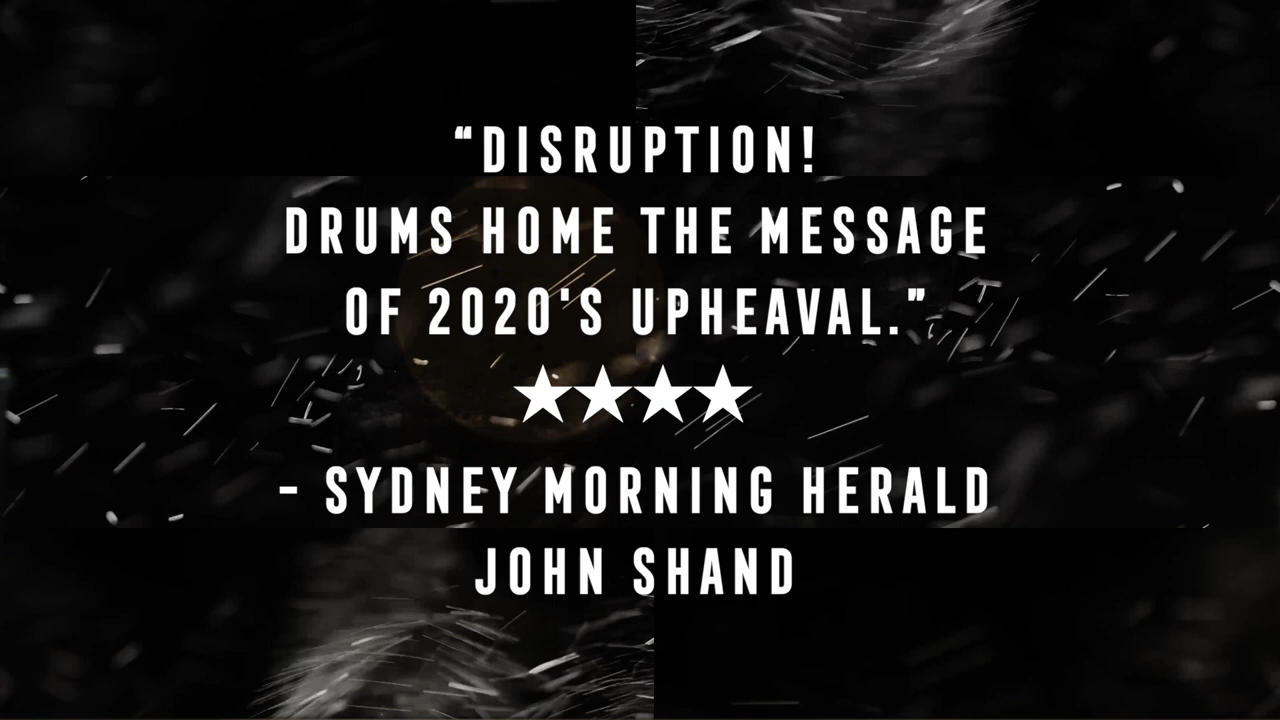 “DISRUPTION!
DRUMS HOME THE MESSAGE
OF 2020'S UPHEAVAL.”
★★★★
- SYDNEY MORNING HERALD
JOHN SHAND